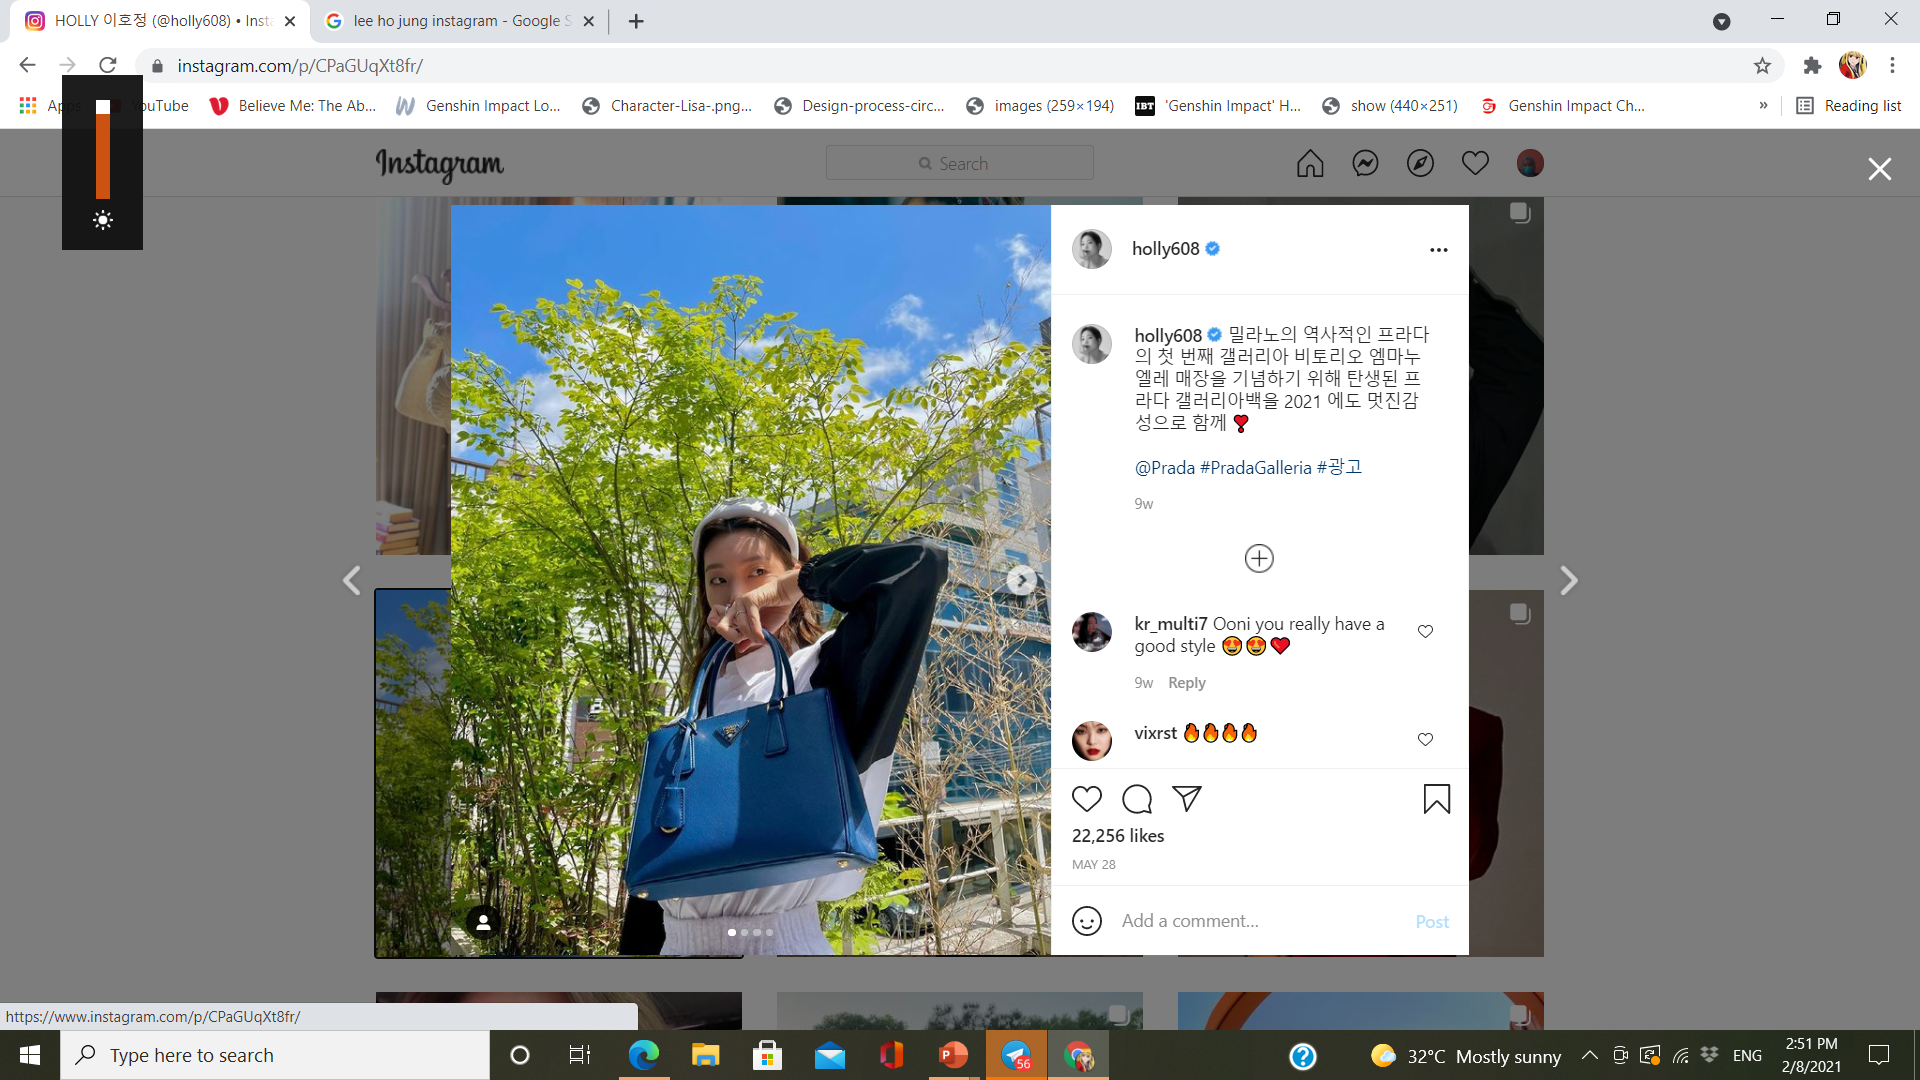 HOLLY 이호정 (@holly608) • Inst
lee ho jung instagram - Google S
instagram.com/p/CPaGUqXt8fr/
YouTube
Believe Me: The Ab...
Genshin Impact Lo...
Character-Lisa-.png...
Design-process-circ...
images (259×194)
IBT
'Genshin Impact' H...
show (440×251)
Genshin Impact Ch...
»
Reading list
Instagram
Search
holly608
holly608 밀라노의 역사적인 프라다
의 첫 번째 갤러리아 비토리오 엠마누
엘레 매장을 기념하기 위해 탄생된 프
라다 갤러리아백을 2021 에도 멋진감
성으로 함께 ❣
@Prada #PradaGalleria #광고
9w
kr_multi7 Ooni you really have a
good style 😍😍❤
9w Reply
vixrst 🔥🔥🔥🔥
22,256 likes
MAY 28
Add a comment...
Post
https://www.instagram.com/p/CPaGUqXt8fr/
Type here to search
56
32°C Mostly sunny
ENG
2:51 PM
2/8/2021